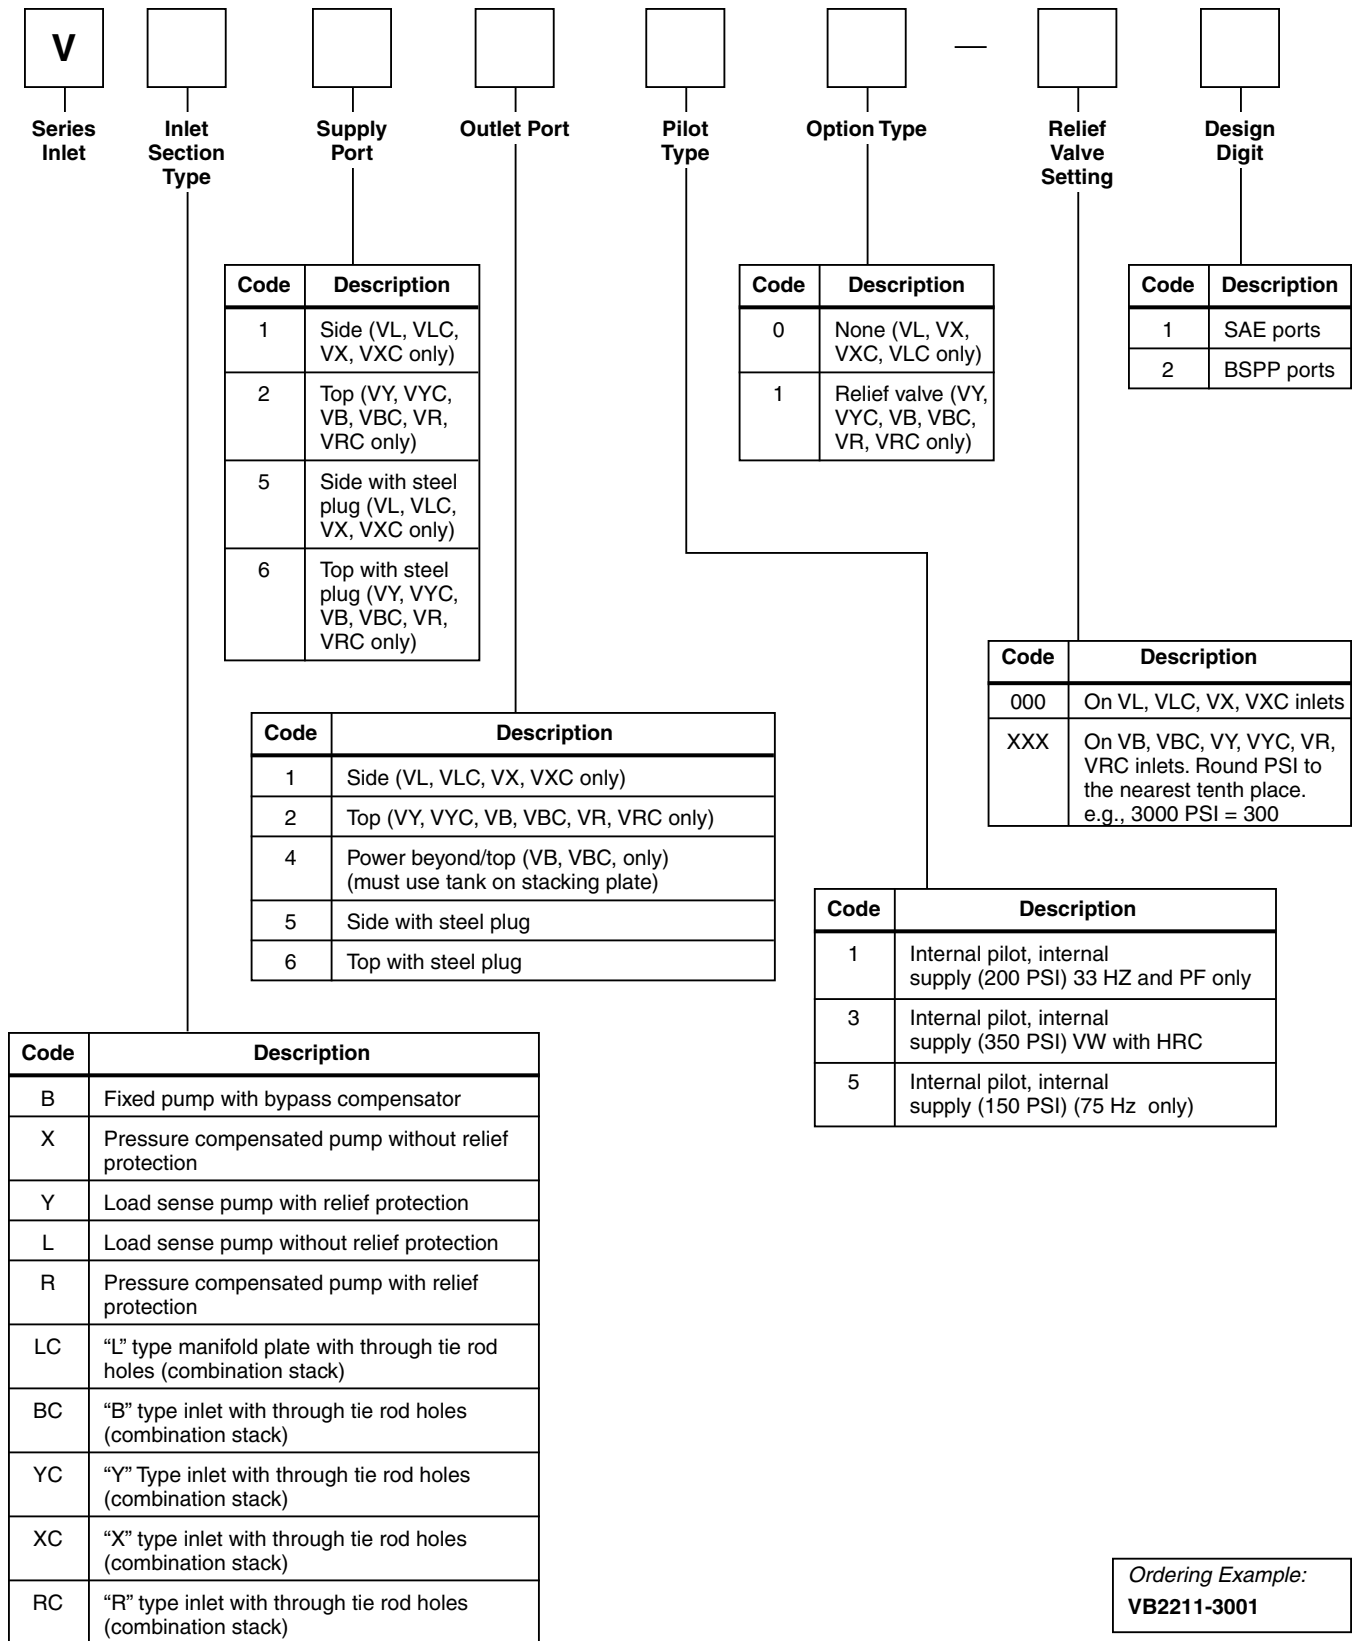 V
—
Series
Inlet
Inlet
Section
Type
Supply
Port
Outlet Port
Pilot
Type
Option Type
Relief
Valve
Setting
Design
Digit
Code Description
1 Side (VL, VLC,
VX, VXC only)
2 Top (VY, VYC,
VB, VBC, VR,
VRC only)
5 Side with steel
plug (VL, VLC,
VX, VXC only)
6 Top with steel
plug (VY, VYC,
VB, VBC, VR,
VRC only)
Code Description
0 None (VL, VX,
VXC, VLC only)
1 Relief valve (VY,
VYC, VB, VBC,
VR, VRC only)
Code Description
1 SAE ports
2 BSPP ports
Code Description
000 On VL, VLC, VX, VXC inlets
XXX On VB, VBC, VY, VYC, VR,
VRC inlets. Round PSI to
the nearest tenth place.
e.g., 3000 PSI = 300
Code Description
1 Side (VL, VLC, VX, VXC only)
2 Top (VY, VYC, VB, VBC, VR, VRC only)
4 Power beyond/top (VB, VBC, only)
(must use tank on stacking plate)
5 Side with steel plug
6 Top with steel plug
Code Description
1 Internal pilot, internal
supply (200 PSI) 33 HZ and PF only
3 Internal pilot, internal
supply (350 PSI) VW with HRC
5 Internal pilot, internal
supply (150 PSI) (75 Hz only)
Code Description
B Fixed pump with bypass compensator
X Pressure compensated pump without relief
protection
Y Load sense pump with relief protection
L Load sense pump without relief protection
R Pressure compensated pump with relief
protection
LC “L” type manifold plate with through tie rod
holes (combination stack)
BC “B” type inlet with through tie rod holes
(combination stack)
YC “Y” Type inlet with through tie rod holes
(combination stack)
XC “X” type inlet with through tie rod holes
(combination stack)
RC “R” type inlet with through tie rod holes
(combination stack)
Ordering Example:
VB2211-3001